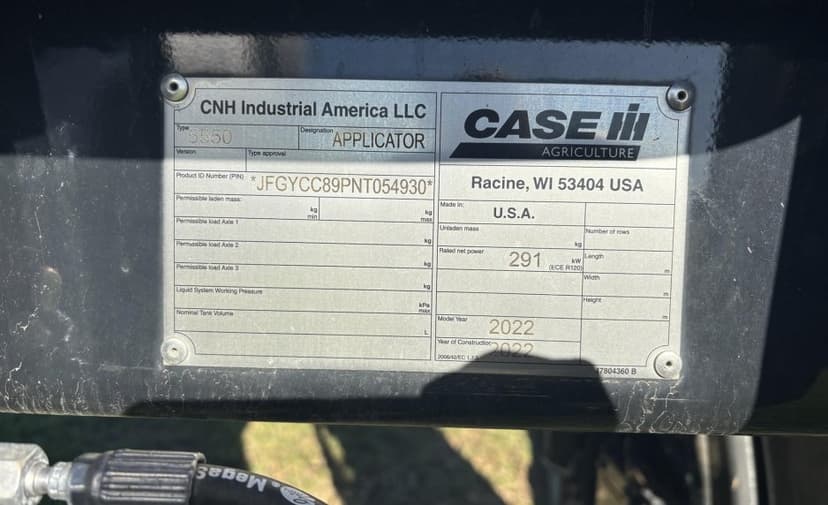 CNH Industrial America LLC
Type
5550
Designation
APPLICATOR
Version
Type approval
Product ID Number (PIN)
*JFGYCC89PNT054930*
Permissible laden mass:
kg
min
kg
max
Permissible load Axle 1
kg
Permissible load Axle 2
kg
Permissible load Axle 3
kg
Liquid System Working Pressure
kPa
max
Nominal Tank Volume
L
CASE IH
AGRICULTURE
Racine, WI 53404 USA
Made in:
U.S.A.
Unladen mass
kg
Number of rows
Rated net power
291
kW
(ECE R120)
Length
m
Width
m
Height
m
Model Year
2022
Year of Construction
2022
47804360 B